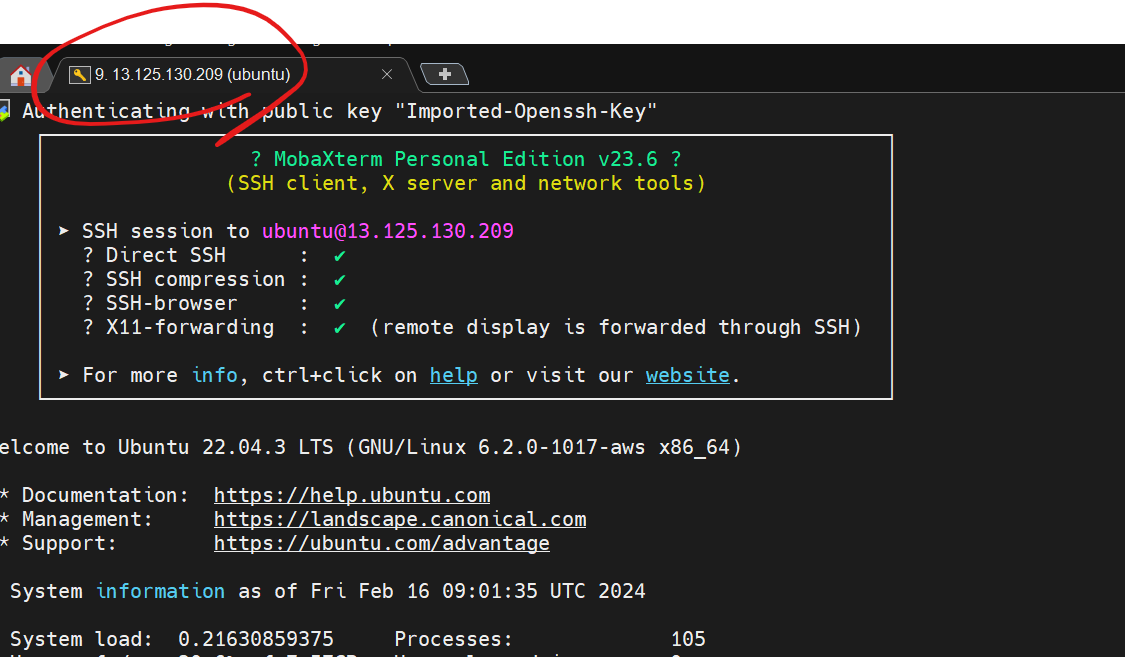 9. 13.125.130.209 (ubuntu)
Authenticating with public key "Imported-Openssh-Key"
? MobaXterm Personal Edition v23.6 ?
(SSH client, X server and network tools)
➤ SSH session to ubuntu@13.125.130.209
? Direct SSH : ✔
? SSH compression : ✔
? SSH-browser : ✔
? X11-forwarding : ✔ (remote display is forwarded through SSH)
➤ For more info, ctrl+click on help or visit our website.
elcome to Ubuntu 22.04.3 LTS (GNU/Linux 6.2.0-1017-aws x86_64)
* Documentation: https://help.ubuntu.com
* Management: https://landscape.canonical.com
* Support: https://ubuntu.com/advantage
System information as of Fri Feb 16 09:01:35 UTC 2024
System load: 0.21630859375 Processes: 105